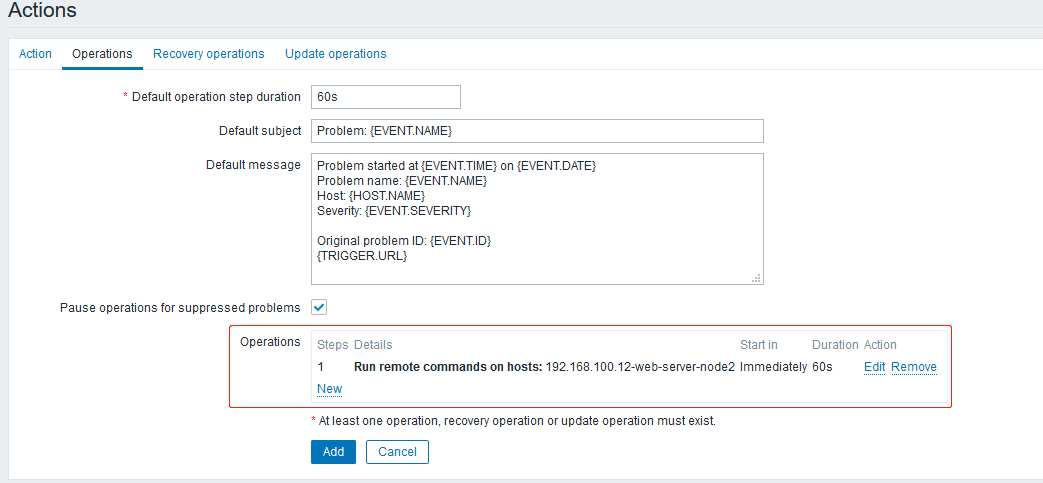 Actions
Action Operations Recovery operations Update operations
* Default operation step duration 60s
Default subject Problem: {EVENT.NAME}
Default message Problem started at {EVENT.TIME} on {EVENT.DATE}
Problem name: {EVENT.NAME}
Host: {HOST.NAME}
Severity: {EVENT.SEVERITY}
Original problem ID: {EVENT.ID}
{TRIGGER.URL}
Pause operations for suppressed problems
Operations Steps Details Start in Duration Action
1 Run remote commands on hosts: 192.168.100.12-web-server-node2 Immediately 60s Edit Remove
New
* At least one operation, recovery operation or update operation must exist.
Add Cancel